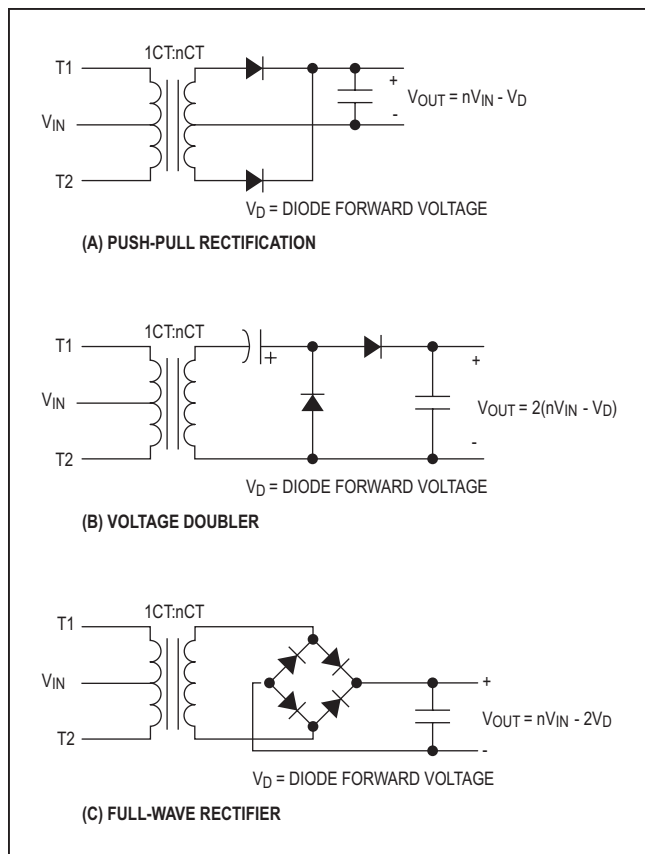 1CT:nCT
T1
+
VOUT = nVIN - VD
VIN
-
T2
VD = DIODE FORWARD VOLTAGE
(A) PUSH-PULL RECTIFICATION
1CT:nCT
T1
+
+
VIN
VOUT = 2(nVIN - VD)
-
T2
VD = DIODE FORWARD VOLTAGE
(B) VOLTAGE DOUBLER
1CT:nCT
T1
VIN
+
VOUT = nVIN - 2VD
T2
-
VD = DIODE FORWARD VOLTAGE
(C) FULL-WAVE RECTIFIER